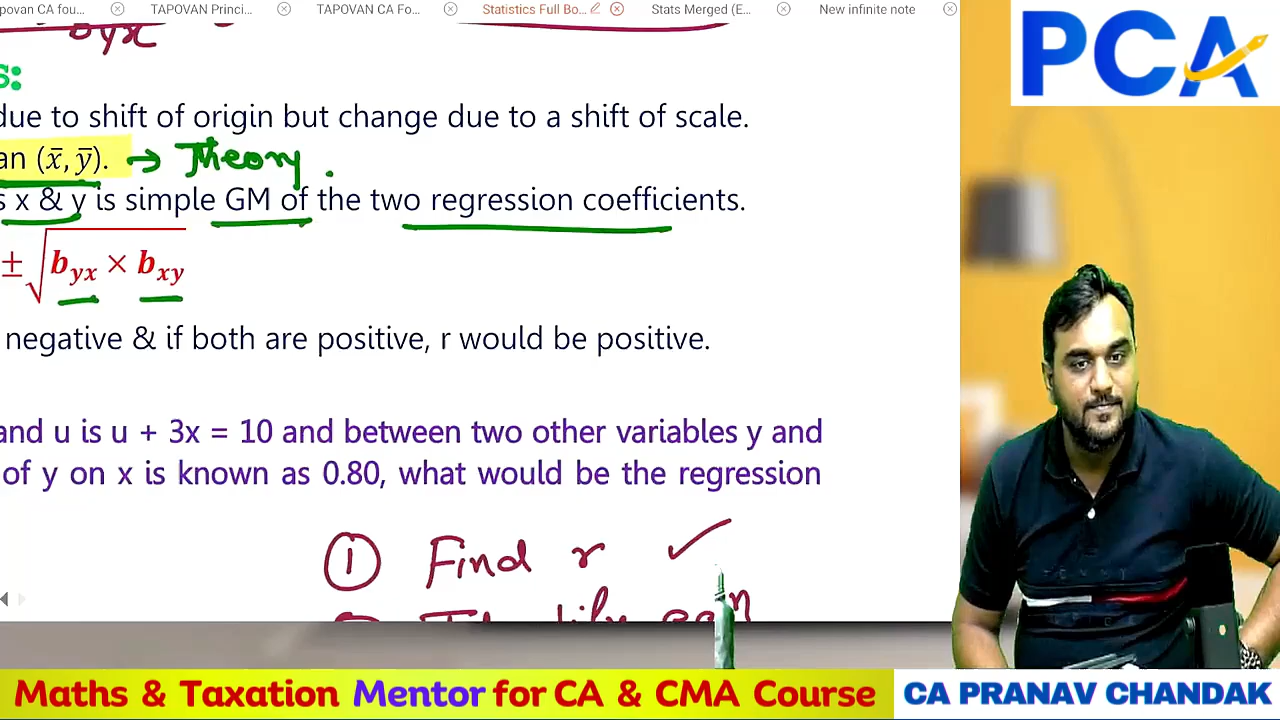 povan CA fou... TAPOVAN Princi... TAPOVAN CA Fo... Statistics Full Bo... Stats Merged (E... New infinite note
byx
s:
due to shift of origin but change due to a shift of scale.
an (x̄, ȳ). → Theory.
s x & y is simple GM of the two regression coefficients.
± √b_yx × b_xy
negative & if both are positive, r would be positive.
and u is u + 3x = 10 and between two other variables y and
of y on x is known as 0.80, what would be the regression
① Find r ✓
PCA
Maths & Taxation Mentor for CA & CMA Course
CA PRANAV CHANDAK